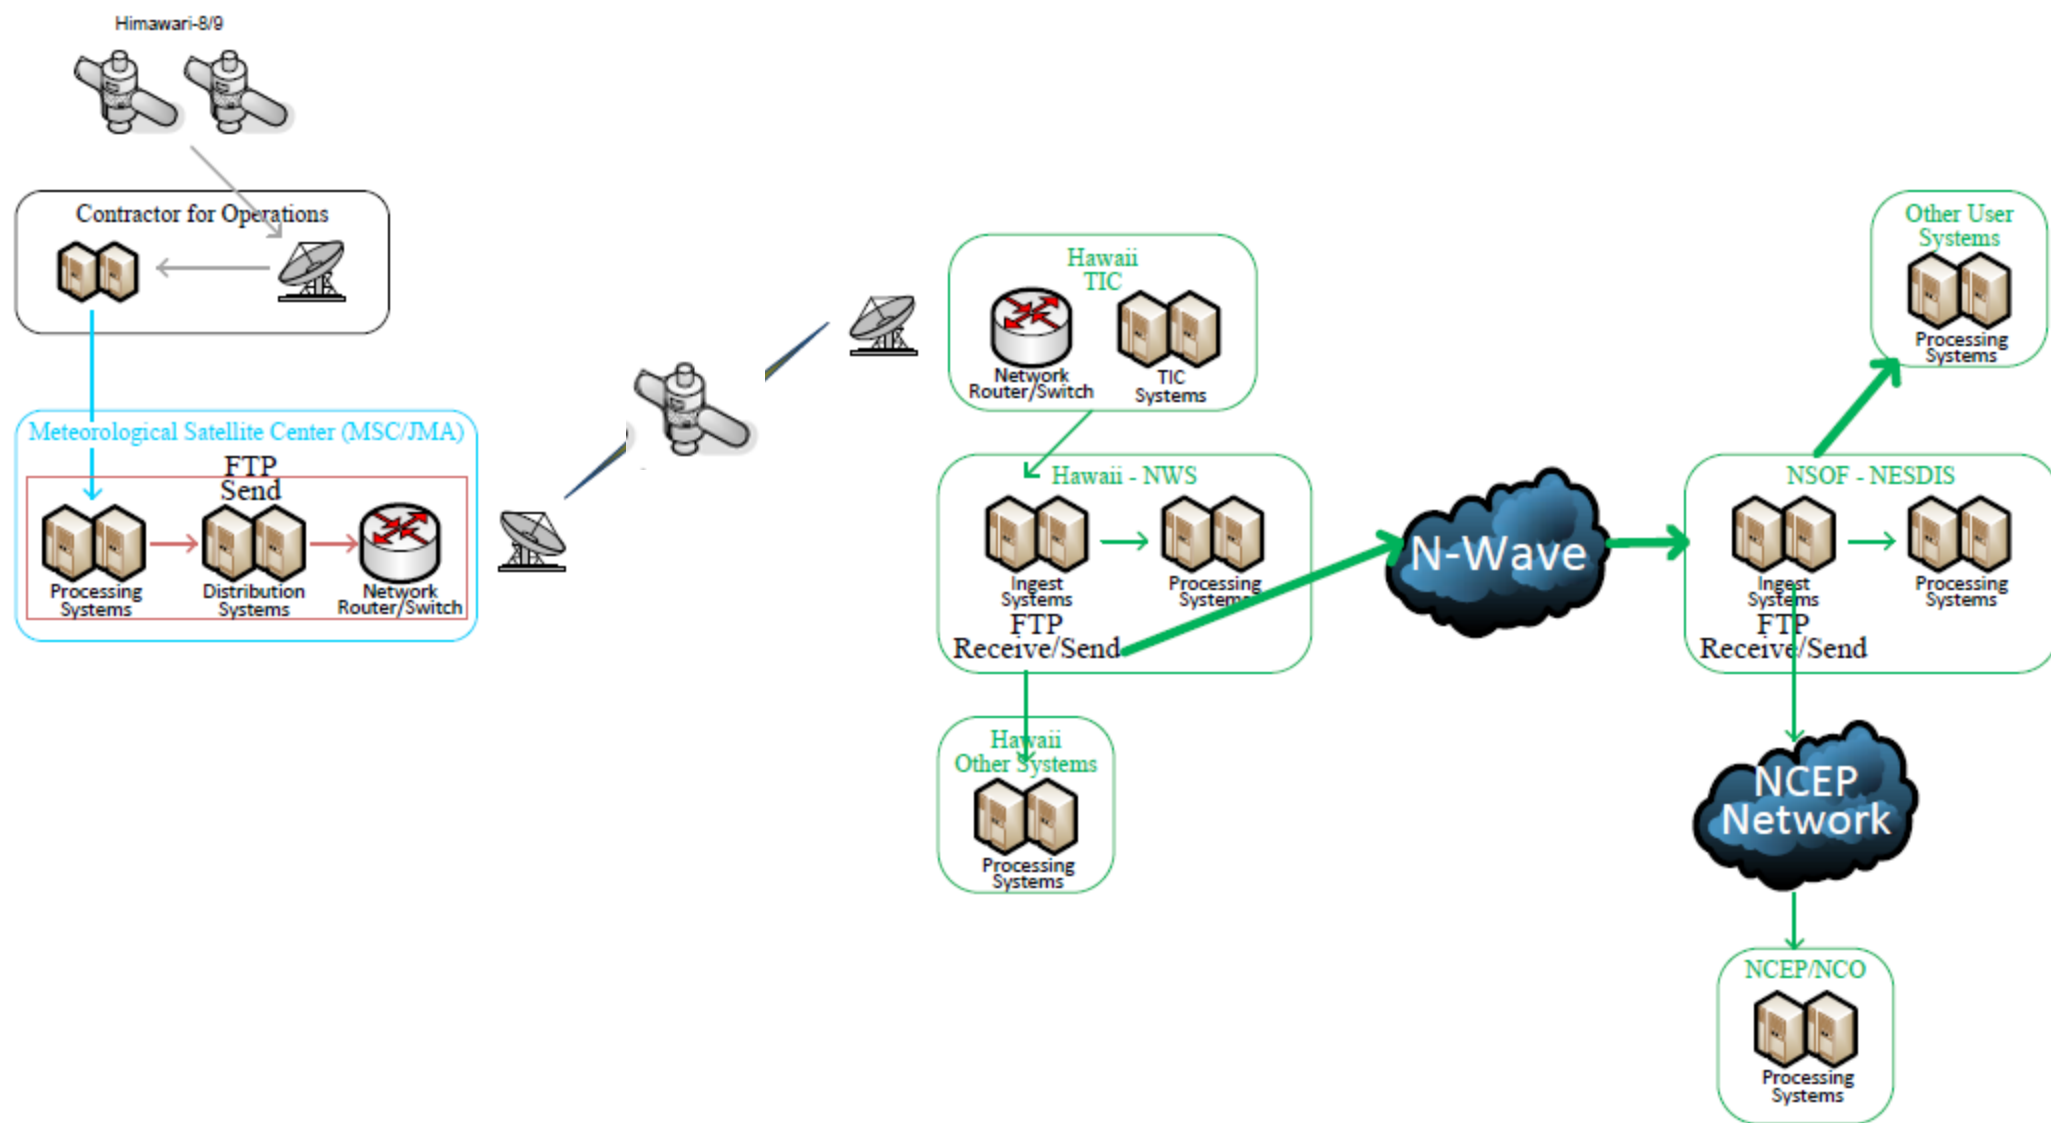 Himawari-8/9
Contractor for Operations
Meteorological Satellite Center (MSC/JMA)
FTP
Send
Processing
Systems
Distribution
Systems
Network
Router/Switch
Hawaii
TIC
Network
Router/Switch
TIC
Systems
Hawaii - NWS
Ingest
Systems
Processing
Systems
FTP
Receive/Send
Hawaii
Other Systems
Processing
Systems
N-Wave
Other User
Systems
Processing
Systems
NSOF - NESDIS
Ingest
Systems
Processing
Systems
FTP
Receive/Send
NCEP
Network
NCEP/NCO
Processing
Systems